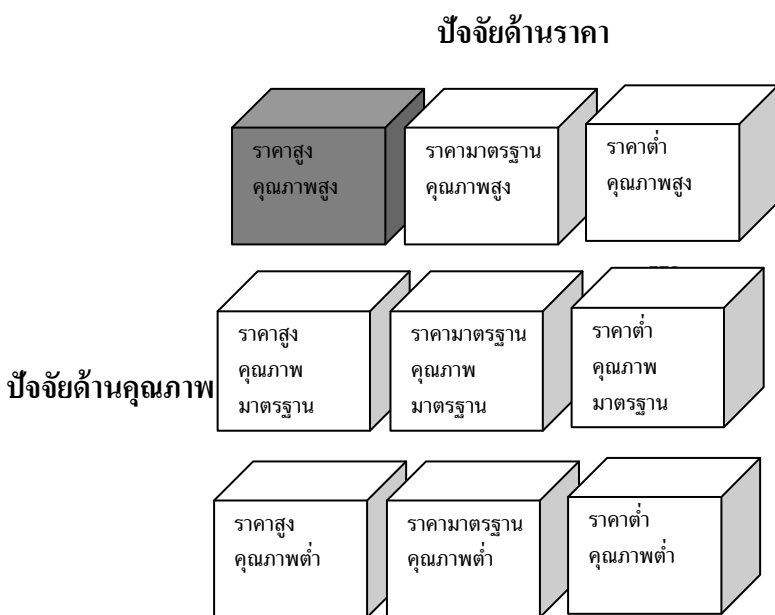 ปัจจัยด้านราคา
ราคาสูง
คุณภาพสูง
ราคามาตรฐาน
คุณภาพสูง
ราคาต่ำ
คุณภาพสูง
ราคาสูง
คุณภาพ
มาตรฐาน
ราคามาตรฐาน
คุณภาพ
มาตรฐาน
ราคาต่ำ
คุณภาพ
มาตรฐาน
ปัจจัยด้านคุณภาพ
ราคาสูง
คุณภาพต่ำ
ราคามาตรฐาน
คุณภาพต่ำ
ราคาต่ำ
คุณภาพต่ำ